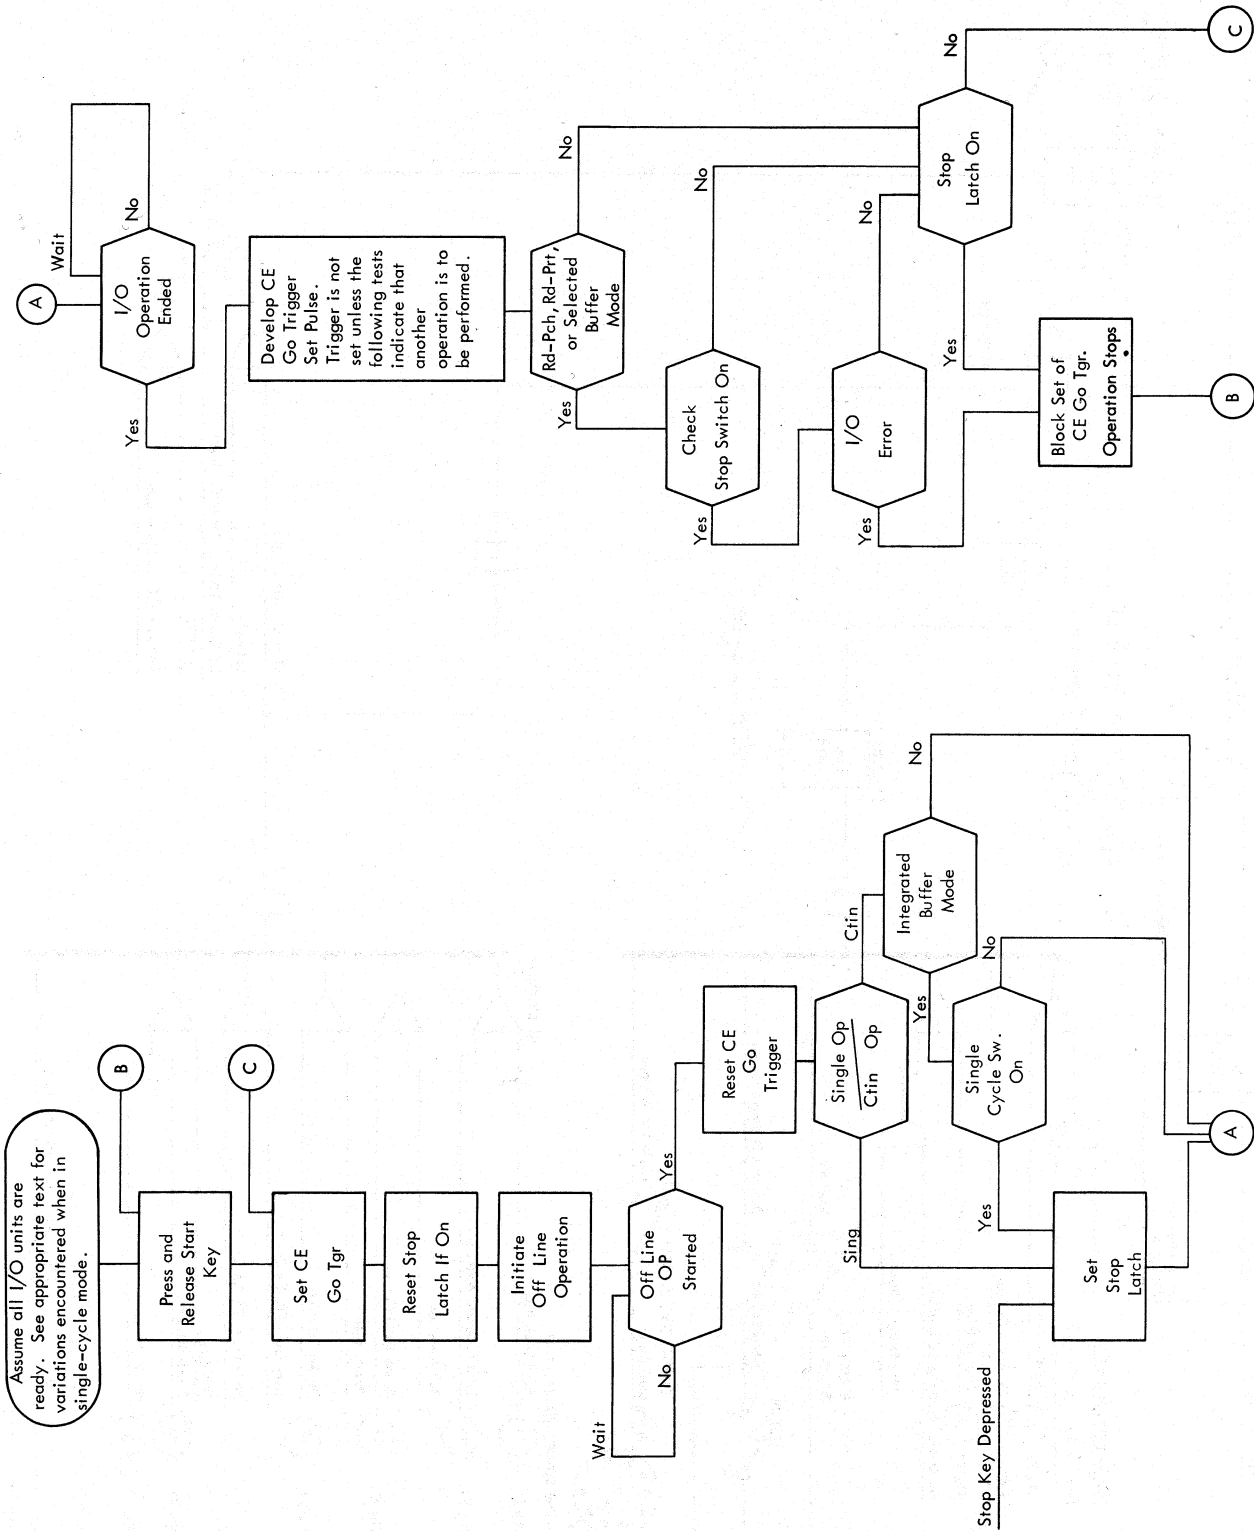 Assume all I/O units are
ready. See appropriate text for
variations encountered when in
single-cycle mode.
B
Press and
Release Start
Key
C
Set CE
Go Tgr
Reset Stop
Latch If On
Initiate
Off Line
Operation
Wait
Off Line
OP
Started
No
Yes
Reset CE
Go
Trigger
Single Op
Ctin Op
Sing
Ctin
Integrated
Buffer
Mode
Yes
No
Single
Cycle Sw.
On
Yes
No
Stop Key Depressed
Set
Stop
Latch
A
A
Wait
I/O
Operation
Ended
No
Yes
Develop CE
Go Trigger
Set Pulse.
Trigger is not
set unless the
following tests
indicate that
another
operation is to
be performed.
Rd-Pch, Rd-Prt,
or Selected
Buffer
Mode
Yes
No
Check
Stop Switch On
Yes
No
I/O
Error
Yes
No
Stop
Latch On
Yes
No
Block Set of
CE Go Tgr.
Operation Stops
B
C